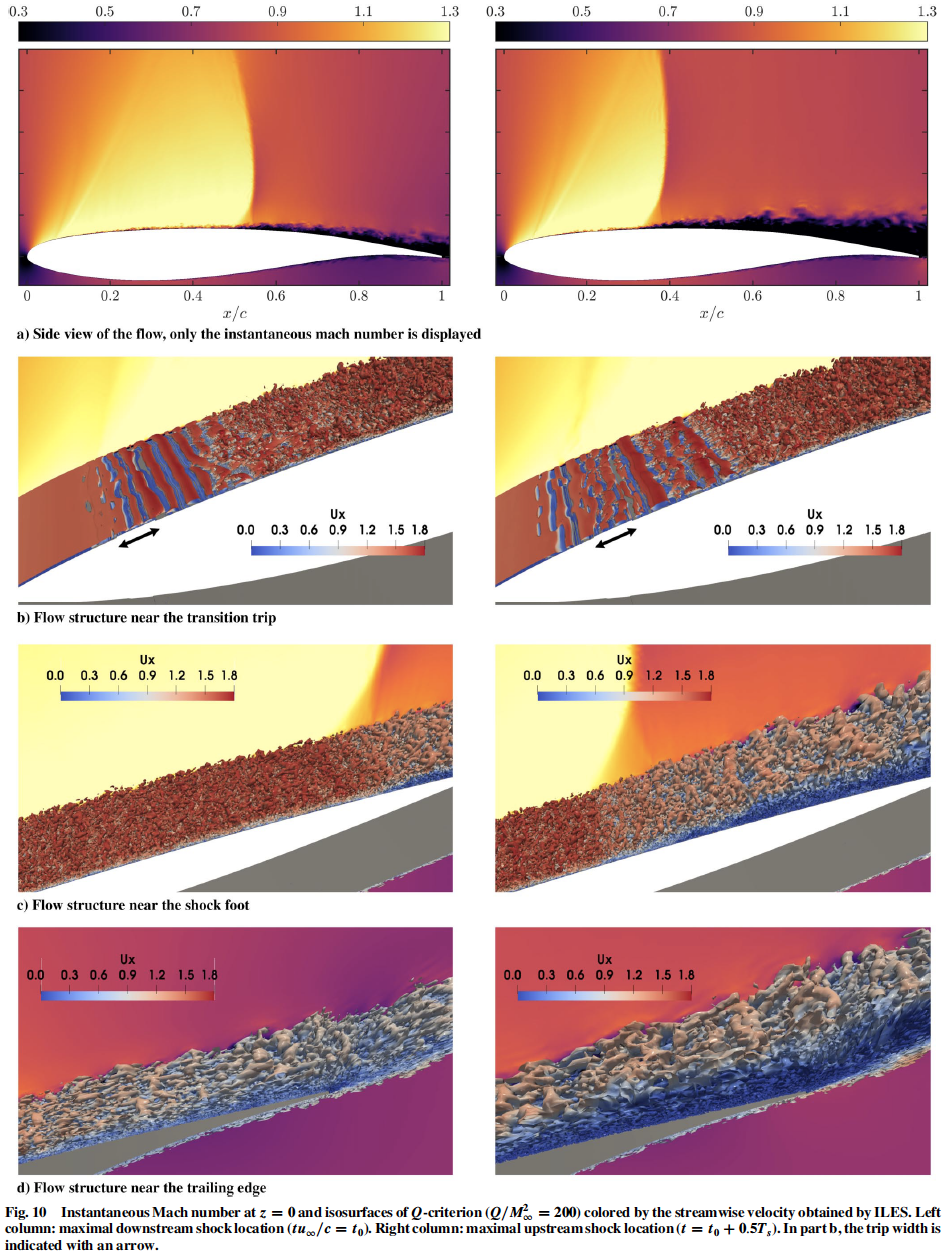 0.3 0.5 0.7 0.9 1.1 1.3
0.3 0.5 0.7 0.9 1.1 1.3
0 0.2 0.4 0.6 0.8 1
0 0.2 0.4 0.6 0.8 1
x/c
x/c
a) Side view of the flow, only the instantaneous mach number is displayed
Ux
0.0 0.3 0.6 0.9 1.2 1.5 1.8
Ux
0.0 0.3 0.6 0.9 1.2 1.5 1.8
b) Flow structure near the transition trip
Ux
0.0 0.3 0.6 0.9 1.2 1.5 1.8
Ux
0.0 0.3 0.6 0.9 1.2 1.5 1.8
c) Flow structure near the shock foot
Ux
0.0 0.3 0.6 0.9 1.2 1.5 1.8
Ux
0.0 0.3 0.6 0.9 1.2 1.5 1.8
d) Flow structure near the trailing edge
Fig. 10 Instantaneous Mach number at z = 0 and isosurfaces of Q-criterion (Q/M²∞ = 200) colored by the streamwise velocity obtained by ILES. Left
column: maximal downstream shock location (tu∞/c = t₀). Right column: maximal upstream shock location (t = t₀ + 0.5Tₛ). In part b, the trip width is
indicated with an arrow.